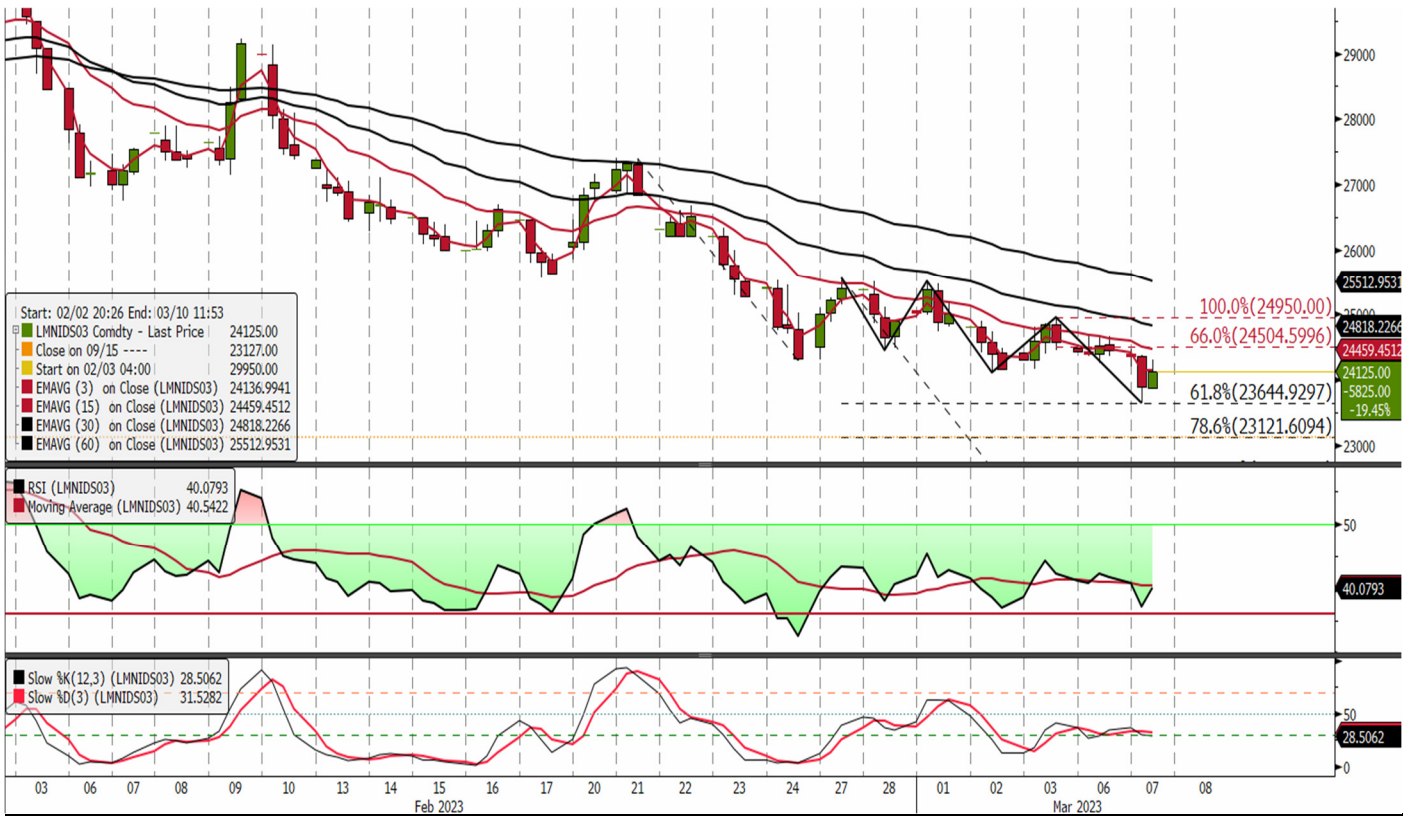 29000
28000
27000
26000
25512.9531
25000
100.0%(24950.00)
24818.2266
66.0%(24504.5996)
24459.4512
24125.00
-5825.00
-19.45%
61.8%(23644.9297)
78.6%(23121.6094)
23000
Start: 02/02 20:26 End: 03/10 11:53
LMNIDS03 Comdty - Last Price 24125.00
Close on 09/15 ---- 23127.00
Start on 02/03 04:00 29950.00
EMAVG (3) on Close (LMNIDS03) 24136.9941
EMAVG (15) on Close (LMNIDS03) 24459.4512
EMAVG (30) on Close (LMNIDS03) 24818.2266
EMAVG (60) on Close (LMNIDS03) 25512.9531
RSI (LMNIDS03) 40.0793
Moving Average (LMNIDS03) 40.5422
50
40.0793
Slow %K(12,3) (LMNIDS03) 28.5062
Slow %D(3) (LMNIDS03) 31.5282
50
50
28.5062
0
03 06 07 08 09 10 13 14 15 16 17 20 21 22 23 24 27 28 01 02 03 06 07 08
Feb 2023 Mar 2023